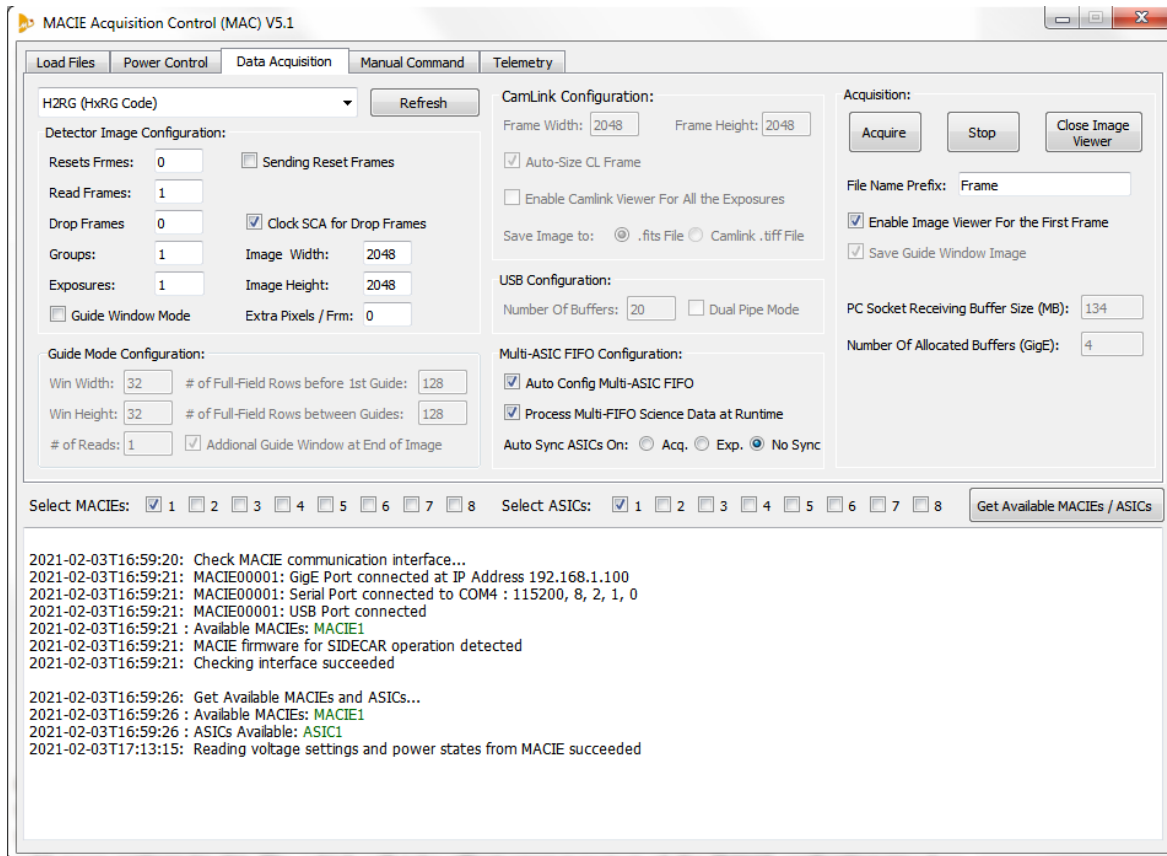 MACIE Acquisition Control (MAC) V5.1
Load Files Power Control Data Acquisition Manual Command Telemetry
H2RG (HxRG Code) Refresh
Detector Image Configuration:
Resets Frmes: 0 Sending Reset Frames
Read Frames: 1
Drop Frames 0 Clock SCA for Drop Frames
Groups: 1 Image Width: 2048
Exposures: 1 Image Height: 2048
Guide Window Mode Extra Pixels / Frm: 0
Guide Mode Configuration:
Win Width: 32 # of Full-Field Rows before 1st Guide: 128
Win Height: 32 # of Full-Field Rows between Guides: 128
# of Reads: 1 Addional Guide Window at End of Image
CamLink Configuration:
Frame Width: 2048 Frame Height: 2048
Auto-Size CL Frame
Enable Camlink Viewer For All the Exposures
Save Image to: .fits File Camlink .tiff File
USB Configuration:
Number Of Buffers: 20 Dual Pipe Mode
Multi-ASIC FIFO Configuration:
Auto Config Multi-ASIC FIFO
Process Multi-FIFO Science Data at Runtime
Auto Sync ASICs On: Acq. Exp. No Sync
Acquisition:
Acquire Stop Close Image
Viewer
File Name Prefix: Frame
Enable Image Viewer For the First Frame
Save Guide Window Image
PC Socket Receiving Buffer Size (MB): 134
Number Of Allocated Buffers (GigE): 4
Select MACIEs: 1 2 3 4 5 6 7 8 Select ASICs: 1 2 3 4 5 6 7 8 Get Available MACIEs / ASICs
2021-02-03T16:59:20: Check MACIE communication interface...
2021-02-03T16:59:21: MACIE00001: GigE Port connected at IP Address 192.168.1.100
2021-02-03T16:59:21: MACIE00001: Serial Port connected to COM4 : 115200, 8, 2, 1, 0
2021-02-03T16:59:21: MACIE00001: USB Port connected
2021-02-03T16:59:21 : Available MACIEs: MACIE1
2021-02-03T16:59:21: MACIE firmware for SIDECAR operation detected
2021-02-03T16:59:21: Checking interface succeeded
2021-02-03T16:59:26: Get Available MACIEs and ASICs...
2021-02-03T16:59:26 : Available MACIEs: MACIE1
2021-02-03T16:59:26 : ASICs Available: ASIC1
2021-02-03T17:13:15: Reading voltage settings and power states from MACIE succeeded